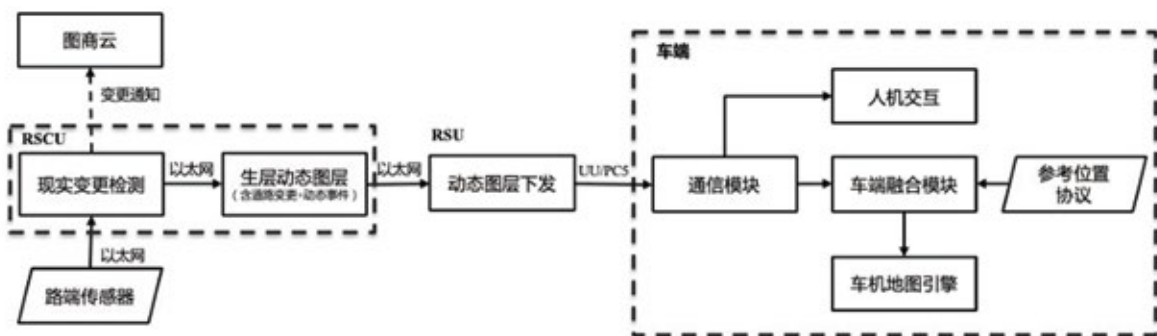 图商云
车端
变更通知
人机交互
RSCU
RSU
现实变更检测
以太网
生层动态图层
(含道路变更+动态事件)
以太网
动态图层下发
UU/PC5
通信模块
车端融合模块
参考位置
协议
以太网
路端传感器
车机地图引擎